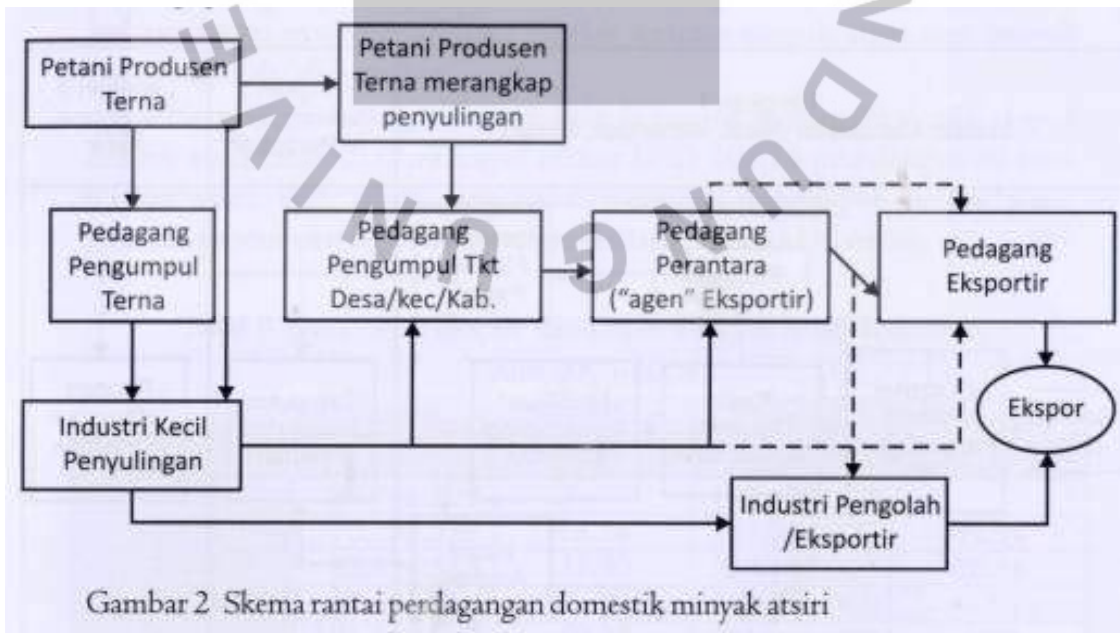 Petani Produsen
Terna
Petani Produsen
Terna merangkap
penyulingan
Pedagang
Pengumpul
Terna
Pedagang
Pengumpul Tkt
Desa/kec/Kab.
Pedagang
Perantara
("agen" Eksportir)
Pedagang
Eksportir
Industri Kecil
Penyulingan
Ekspor
Industri Pengolah
/Eksportir
Gambar 2 Skema rantai perdagangan domestik minyak atsiri